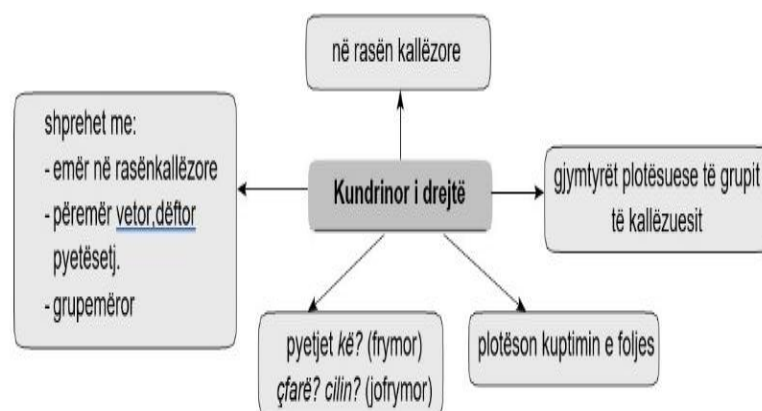 në rasën kallëzore
shprehet me:
- emër në rasënkallëzore
- përemër vetor,dëftor
pyetësetj.
- grupemëror
Kundrinor i drejtë
gjymtyrët plotësuese të grupit
të kallëzuesit
pyetjet kë? (frymor)
çfarë? cilin? (jofrymor)
plotëson kuptimin e foljes